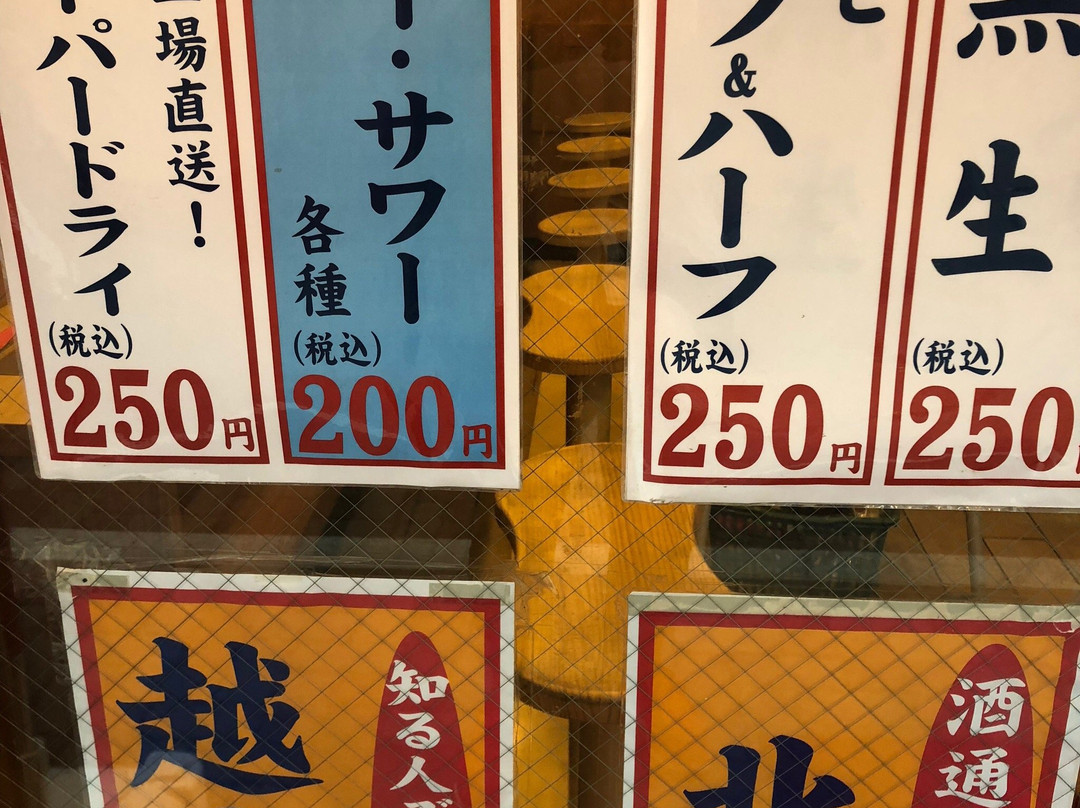 場直送！
パードライ
(税込)
250円
・サワー
各種
(税込)
200円
&ハーフ
(税込)
250円
生
(税込)
250
知る人
越
酒通